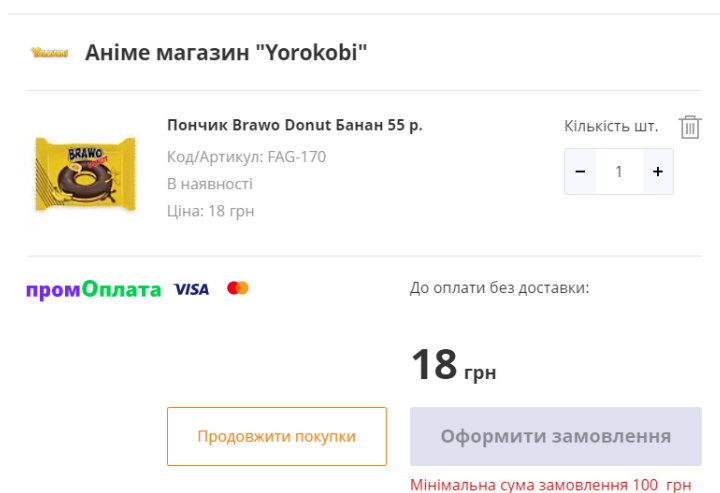 Аніме магазин "Yorokobi"
Пончик Brawo Donut Банан 55 р.
Код/Артикул: FAG-170
В наявності
Ціна: 18 грн
Кількість шт.
- 1 +
BRAWO
промОплата VISA
До оплати без доставки:
18 грн
Продовжити покупки
Оформити замовлення
Мінімальна сума замовлення 100 грн